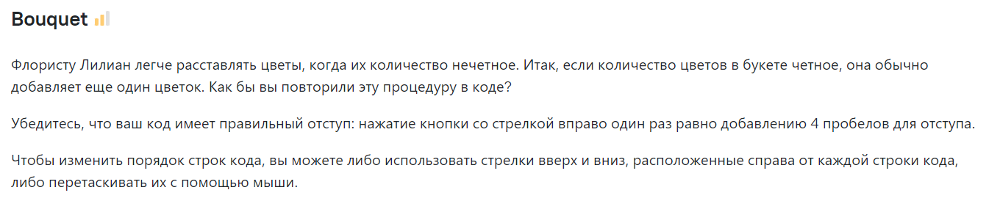 Bouquet
Флористу Лилиан легче расставлять цветы, когда их количество нечетное. Итак, если количество цветов в букете четное, она обычно
добавляет еще один цветок. Как бы вы повторили эту процедуру в коде?
Убедитесь, что ваш код имеет правильный отступ: нажатие кнопки со стрелкой вправо один раз равно добавлению 4 пробелов для отступа.
Чтобы изменить порядок строк кода, вы можете либо использовать стрелки вверх и вниз, расположенные справа от каждой строки кода,
либо перетаскивать их с помощью мыши.